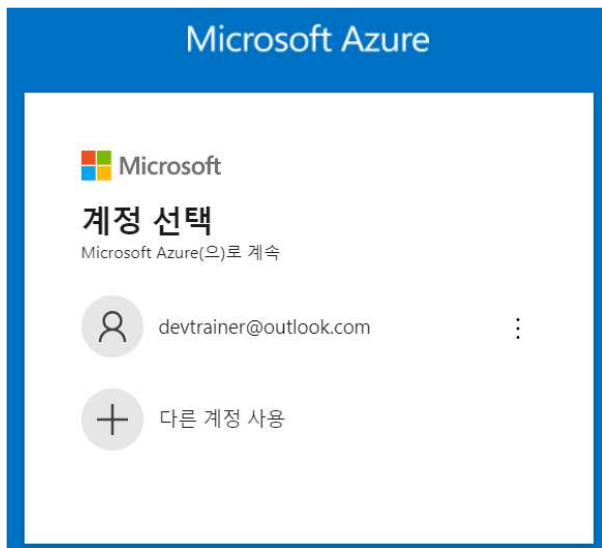 Microsoft Azure
Microsoft
계정 선택
Microsoft Azure(으)로 계속
devtrainer@outlook.com
다른 계정 사용